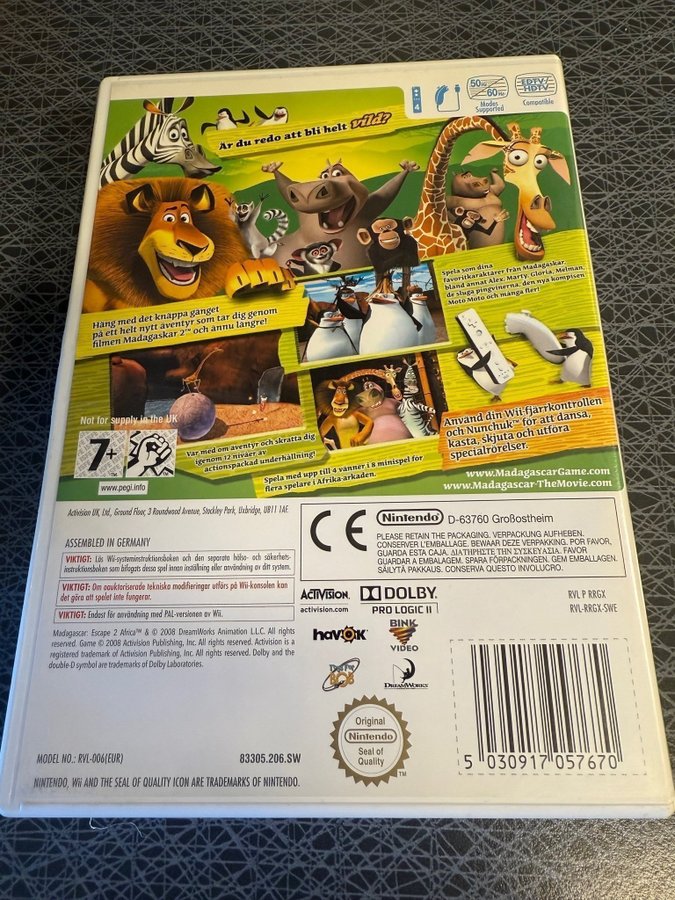 50Hz
60Hz
Modes
Supported
EDTV/
HDTV
Compatible
4
Är du redo att bli helt vild?
Häng med det knäppa gänget
på ett helt nytt äventyr som tar dig genom
filmen Madagaskar 2™ och ännu längre!
Spela som dina
favoritkaraktärer från Madagaskar,
bland annat Alex, Marty, Gloria, Melman,
de sluga pingvinerna, den nya kompisen
Moto Moto och många fler!
Not for supply in the UK
7+
www.pegi.info
Var med om äventyr och skratta dig
igenom 12 nivåer av
actionspackad underhållning!
Spela med upp till 4 vänner i 8 minispel för
flera spelare i Afrika-arkaden.
Använd din Wii-fjärrkontrollen
och Nunchuk™ för att dansa,
kasta, skjuta och utföra
specialrörelser.
www.MadagascarGame.com
www.Madagascar-TheMovie.com
Activision UK, Ltd, Ground Floor, 3 Roundwood Avenue, Stockley Park, Uxbridge, UB11 1AF.
ASSEMBLED IN GERMANY
VIKTIGT: Läs Wii-systeminstruktionsboken och den separata hälso- och säkerhets-
instruktionsboken som bifogats dessa spel innan inställning eller användning av ditt system.
VIKTIGT: Om oauktoriserade tekniska modifieringar utförs på Wii-konsolen kan
det göra att spelet inte fungerar.
VIKTIGT: Endast för användning med PAL-versionen av Wii.
Madagascar: Escape 2 Africa™ & © 2008 DreamWorks Animation L.L.C. All rights
reserved. Game © 2008 Activision Publishing, Inc. All rights reserved. Activision is a
registered trademark of Activision Publishing, Inc. All rights reserved. Dolby and the
double-D symbol are trademarks of Dolby Laboratories.
CE
Nintendo
D-63760 Großostheim
PLEASE RETAIN THE PACKAGING. VERPACKUNG AUFHEBEN.
CONSERVER L'EMBALLAGE. BEWAAR DEZE VERPAKKING. POR FAVOR,
GUARDA ESTA CAJA. ΔΙΑΤΗΡΗΣΤΕ ΤΗΝ ΣΥΣΚΕΥΑΣΙΑ. FAVOR
GUARDAR A EMBALAGEM. SPARA FÖRPACKNINGEN. GEM EMBALLAGEN.
SÄILYTÄ PAKKAUS. CONSERVA QUESTO INVOLUCRO.
ACTIVISION
activision.com
DOLBY
PRO LOGIC II
RVL P RRGX
RVL-RRGX-SWE
havok
BINK
VIDEO
Toys For
BOB
DREAMWORKS
Original
Nintendo
Seal of
Quality
™
MODEL NO.: RVL-006(EUR)
83305.206.SW
NINTENDO, Wii AND THE SEAL OF QUALITY ICON ARE TRADEMARKS OF NINTENDO.
5 030917 057670